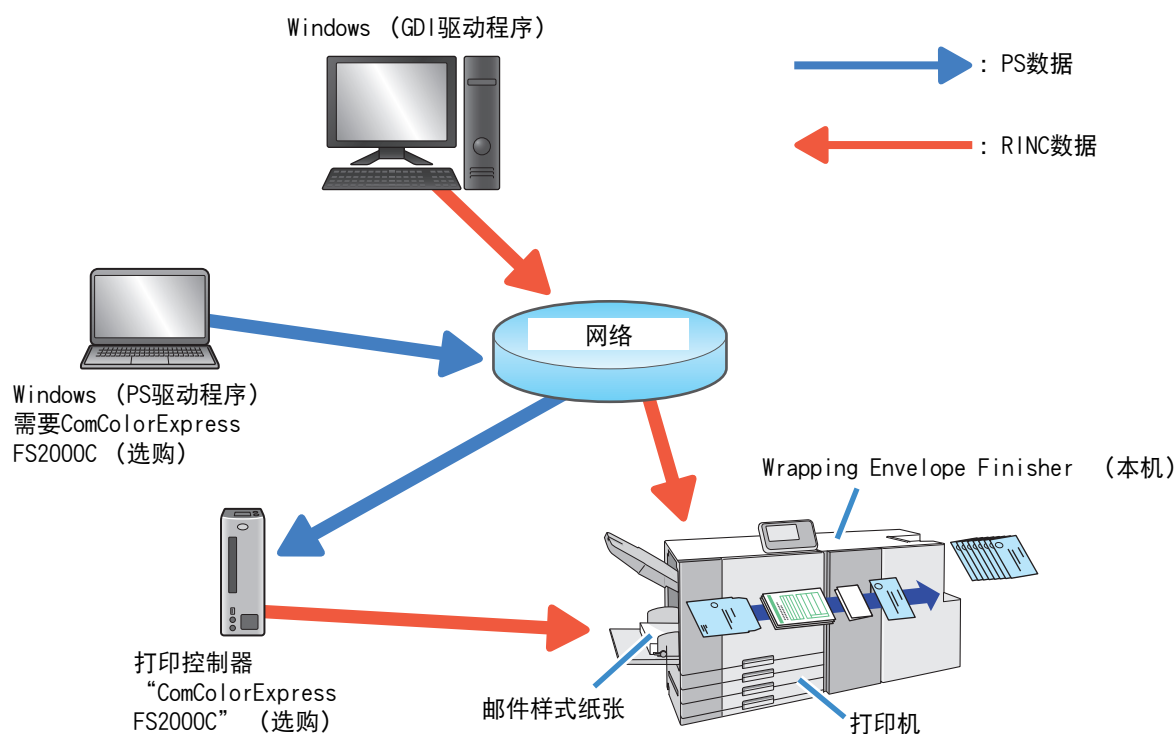 Windows （GDI驱动程序）
: PS数据
: RINC数据
网络
Windows （PS驱动程序）
需要ComColorExpress
FS2000C （选购）
Wrapping Envelope Finisher （本机）
打印控制器
“ComColorExpress
FS2000C” （选购）
邮件样式纸张
打印机